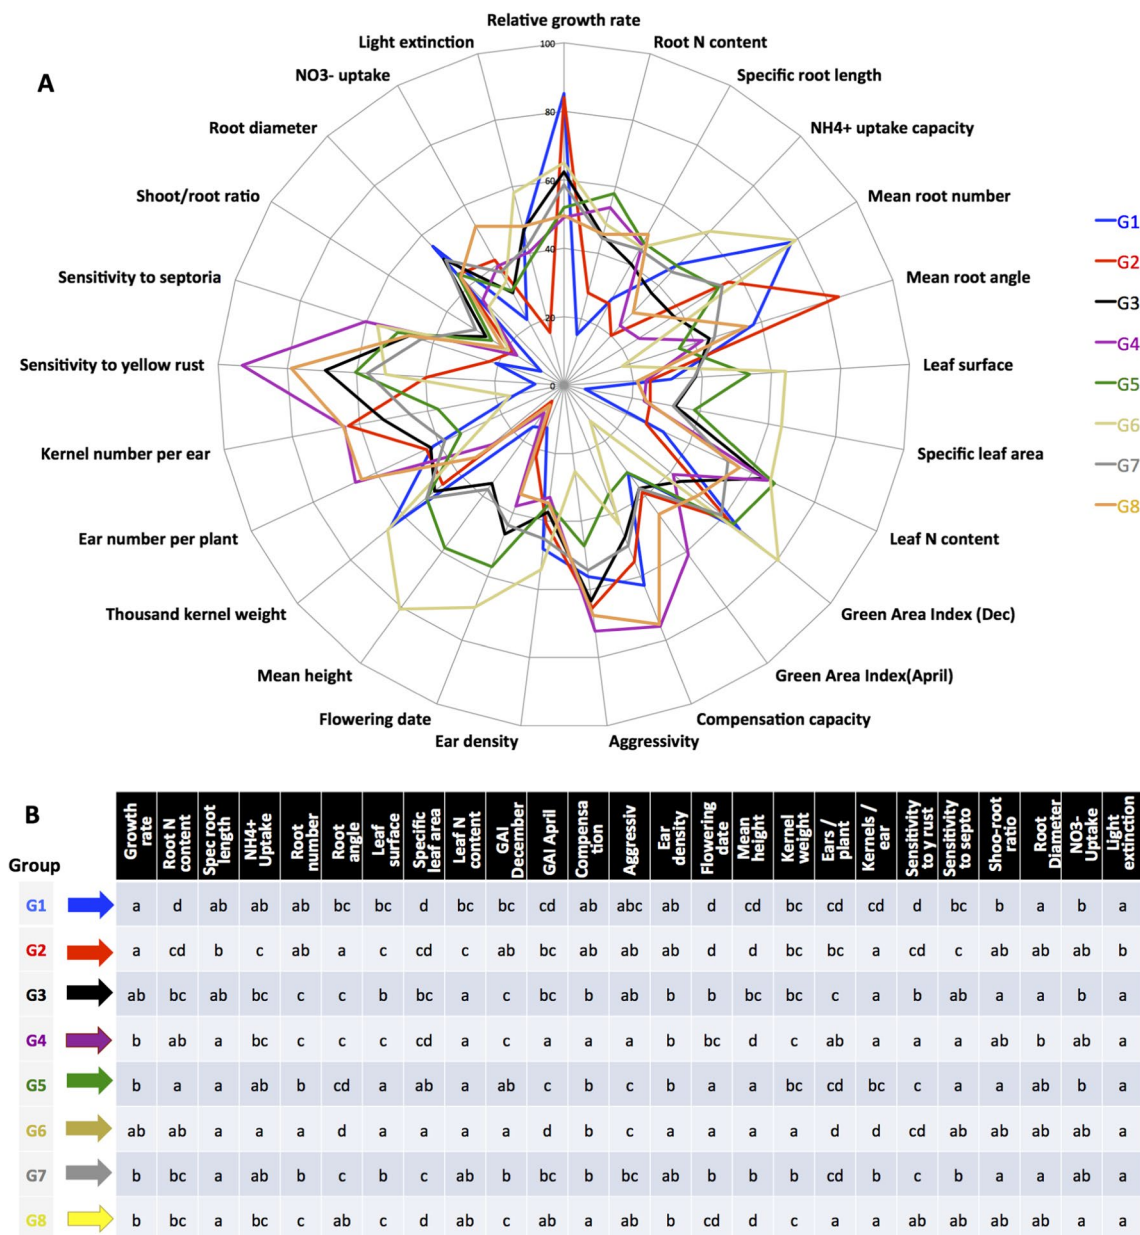 A
Relative growth rate
Light extinction
Root N content
NO3- uptake
Specific root length
Root diameter
NH4+ uptake capacity
Shoot/root ratio
Mean root number
Sensitivity to septoria
Mean root angle
Sensitivity to yellow rust
Leaf surface
Kernel number per ear
Specific leaf area
Ear number per plant
Leaf N content
Thousand kernel weight
Green Area Index (Dec)
Mean height
Green Area Index(April)
Flowering date
Compensation capacity
Ear density
Aggressivity
100
80
60
40
20
0
G1
G2
G3
G4
G5
G6
G7
G8
B
Group
Growth rate
Root N content
Spec root length
NH4+ Uptake
Root number
Root angle
Leaf surface
Specific leaf area
Leaf N content
GAI December
GAI April
Compensa tion
Aggressiv
Ear density
Flowering date
Mean height
Kernel weight
Ears / plant
Kernels / ear
Sensitivity to y rust
Sensitivity to septo
Shoo-root ratio
Root Diameter
NO3- Uptake
Light extinction
G1 a d ab ab ab bc bc d bc bc cd ab abc ab d cd bc cd cd d bc b a b a
G2 a cd b c ab a c cd c ab bc ab ab ab d d bc bc a cd c ab ab ab b
G3 ab bc ab bc c c b bc a c bc b ab b b bc bc c a b ab a a b a
G4 b ab a bc c c c cd a c a a a b bc d c ab a a a ab b ab a
G5 b a a ab b cd a ab a ab c b c b a a bc cd bc c a a ab b a
G6 ab ab a a a d a a a a d b c a a a a d d cd ab ab ab ab a
G7 b bc a ab b c b c ab b bc ab bc ab b b b cd b c b a a ab a
G8 b bc a bc c ab c d ab c ab a ab b cd d c a a ab ab ab ab a a